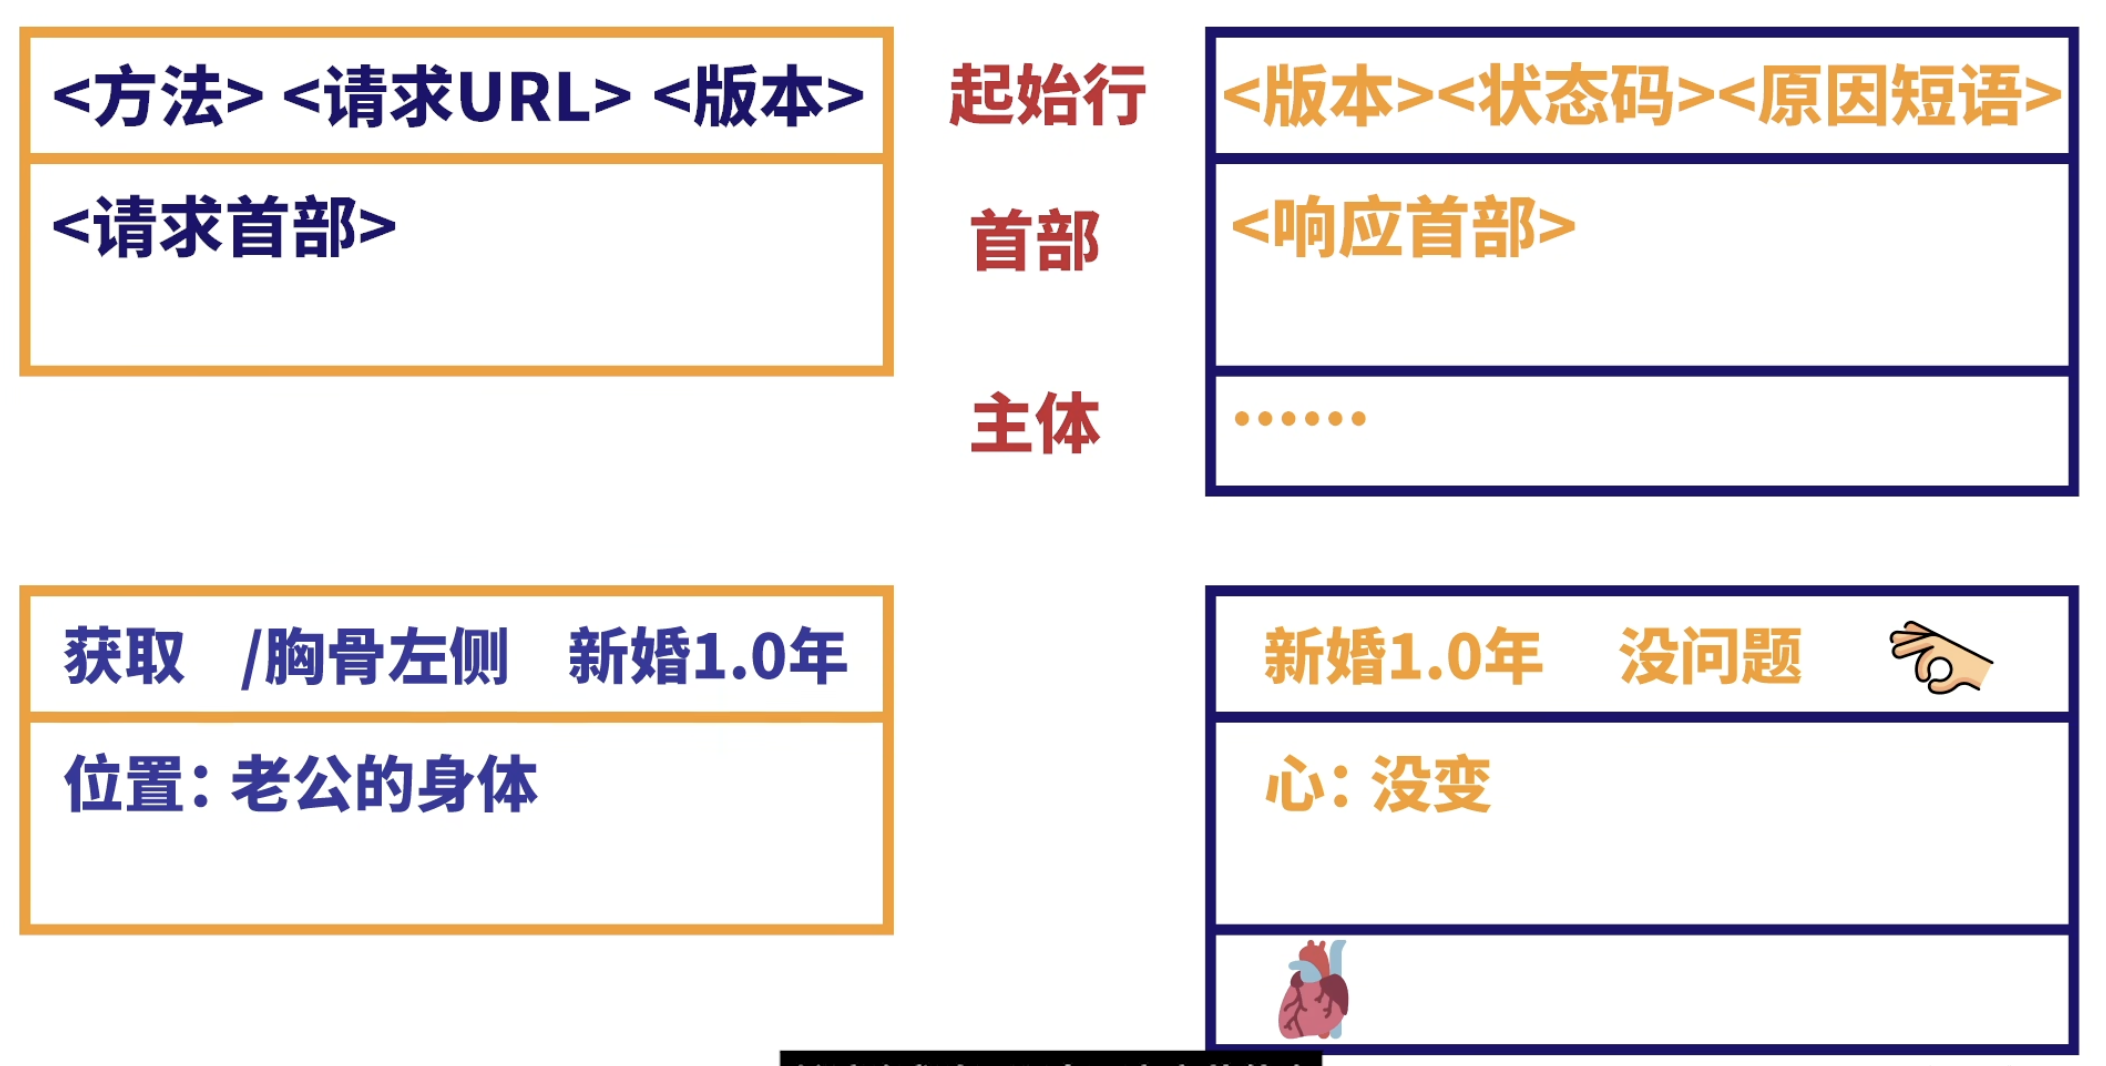 <方法> <请求URL> <版本>
起始行
<版本><状态码><原因短语>
<请求首部>
首部
<响应首部>
主体
······
获取 /胸骨左侧 新婚1.0年
新婚1.0年 没问题
位置：老公的身体
心：没变